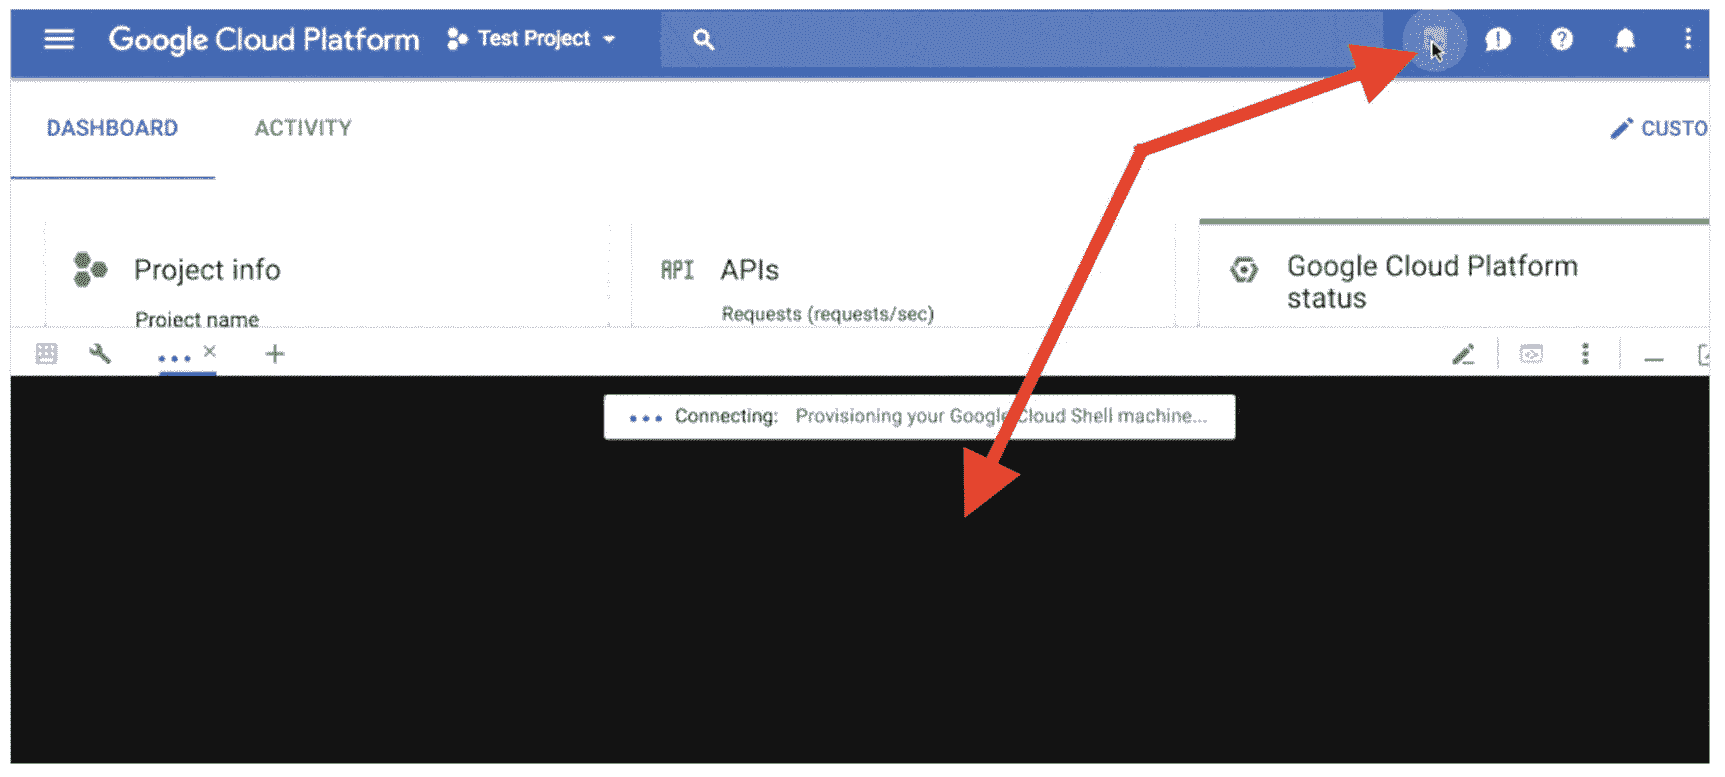 Google Cloud Platform
Test Project
DASHBOARD
ACTIVITY
CUSTO
Project info
Project name
API
APIs
Requests (requests/sec)
Google Cloud Platform
status
Connecting: Provisioning your Google Cloud Shell machine...